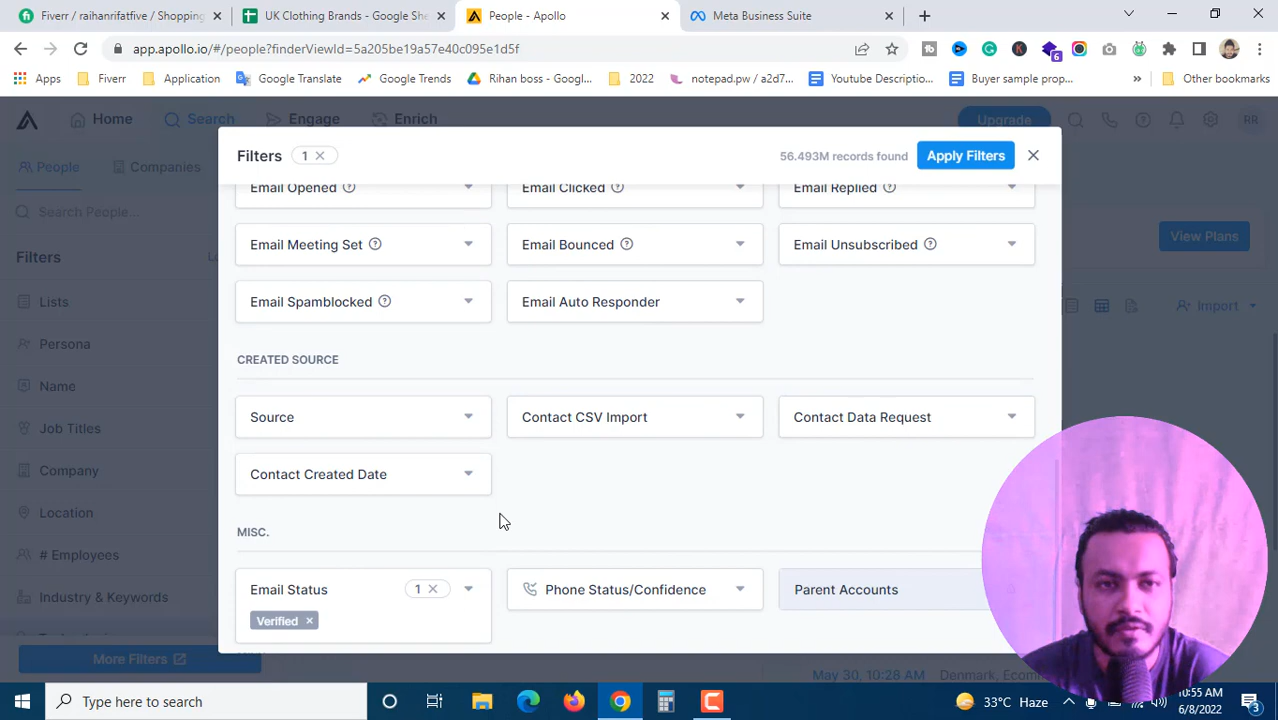 Fiverr / raihanrifatfive / Shopping
UK Clothing Brands - Google She
People - Apollo
Meta Business Suite
app.apollo.io/#/people?finderViewId=5a205be19a57e40c095e1d5f
Apps
Fiverr
Application
Google Translate
Google Trends
Rihan boss - Googl...
2022
notepad.pw / a2d7...
Youtube Descriptio...
Buyer sample prop...
Other bookmarks
Home
Search
Engage
Enrich
Upgrade
RR
People
Companies
Search People...
View Plans
Filters
Lists
Persona
Name
Job Titles
Company
Location
# Employees
Industry & Keywords
More Filters
Import
Filters 1
56.493M records found
Apply Filters
Email Opened
Email Clicked
Email Replied
Email Meeting Set
Email Bounced
Email Unsubscribed
Email Spamblocked
Email Auto Responder
CREATED SOURCE
Source
Contact CSV Import
Contact Data Request
Contact Created Date
MISC.
Email Status 1
Verified
Phone Status/Confidence
Parent Accounts
May 30, 10:28 AM
Denmark, Ecom
Type here to search
33°C Haze
10:55 AM
6/8/2022
3
6